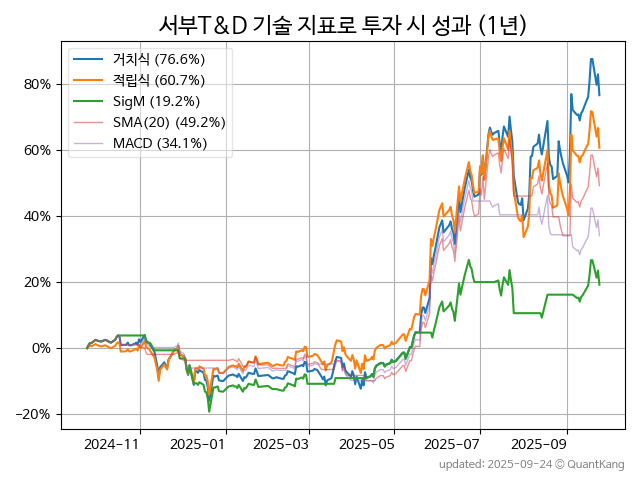 서부T&D 기술 지표로 투자 시 성과 (1년)
거치식 (76.6%)
적립식 (60.7%)
SigM (19.2%)
SMA(20) (49.2%)
MACD (34.1%)
80%
60%
40%
20%
0%
−20%
2024-11 2025-01 2025-03 2025-05 2025-07 2025-09
updated: 2025-09-24 © QuantKang